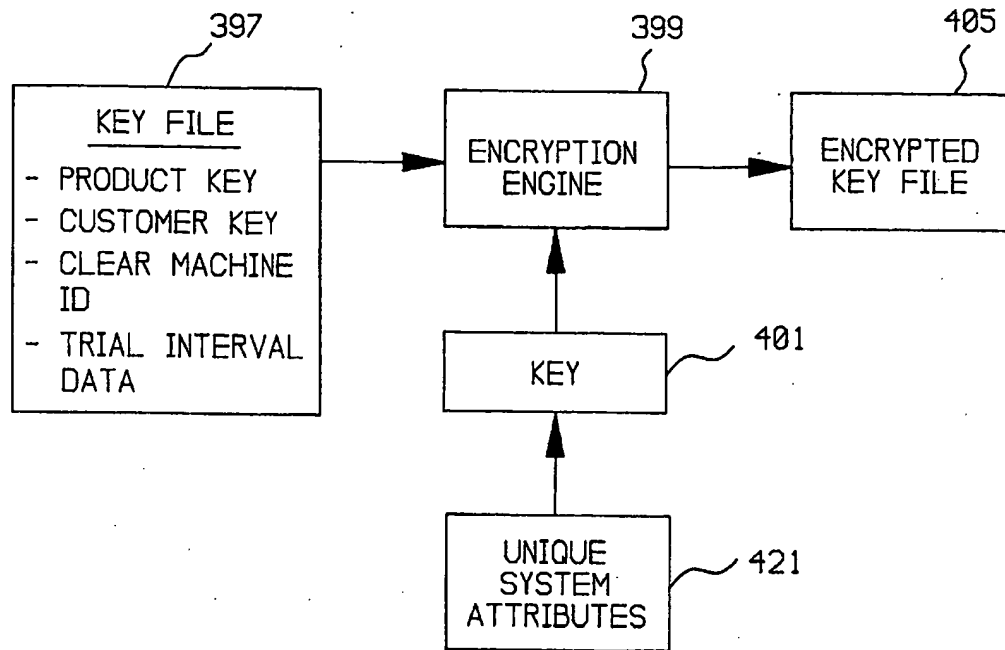 397
399
405
KEY FILE
- PRODUCT KEY
- CUSTOMER KEY
- CLEAR MACHINE
ID
- TRIAL INTERVAL
DATA
ENCRYPTION
ENGINE
ENCRYPTED
KEY FILE
KEY
401
UNIQUE
SYSTEM
ATTRIBUTES
421